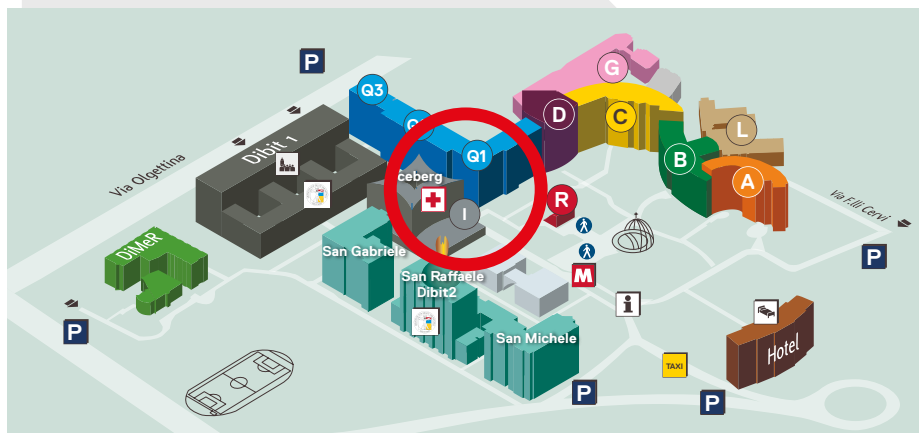 P
G
Q3
D
C
L
Q1
B
A
Dibit 1
Iceberg
Via Olgettina
Via F.lli Cervi
R
I
DiMeR
San Gabriele
P
San Raffaele
Dibit2
M
i
P
San Michele
Hotel
TAXI
P
P